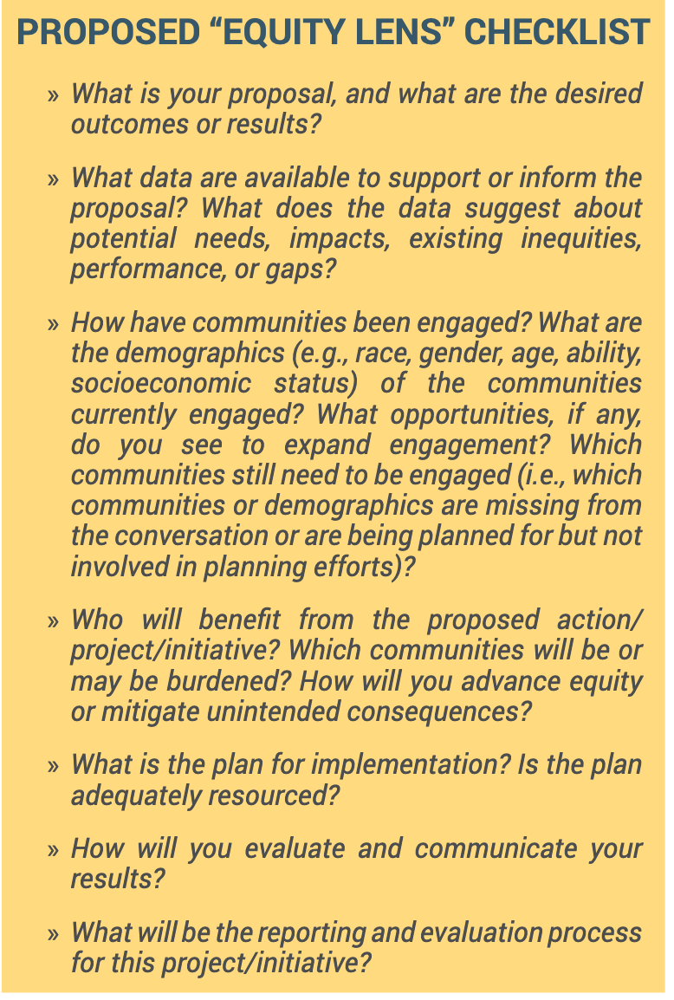 PROPOSED “EQUITY LENS” CHECKLIST
» What is your proposal, and what are the desired
outcomes or results?
» What data are available to support or inform the
proposal? What does the data suggest about
potential needs, impacts, existing inequities,
performance, or gaps?
» How have communities been engaged? What are
the demographics (e.g., race, gender, age, ability,
socioeconomic status) of the communities
currently engaged? What opportunities, if any,
do you see to expand engagement? Which
communities still need to be engaged (i.e., which
communities or demographics are missing from
the conversation or are being planned for but not
involved in planning efforts)?
» Who will benefit from the proposed action/
project/initiative? Which communities will be or
may be burdened? How will you advance equity
or mitigate unintended consequences?
» What is the plan for implementation? Is the plan
adequately resourced?
» How will you evaluate and communicate your
results?
» What will be the reporting and evaluation process
for this project/initiative?